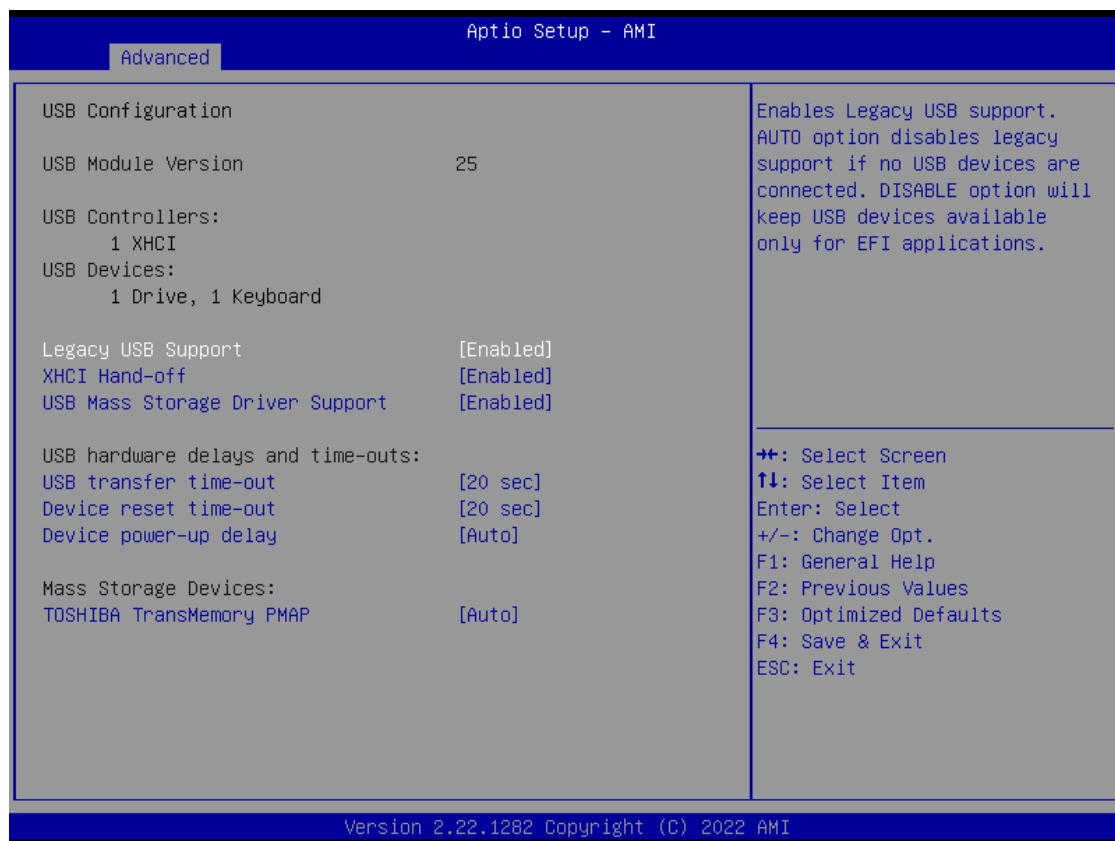 Aptio Setup – AMI
Advanced
USB Configuration
USB Module Version 25
USB Controllers:
1 XHCI
USB Devices:
1 Drive, 1 Keyboard
Legacy USB Support [Enabled]
XHCI Hand-off [Enabled]
USB Mass Storage Driver Support [Enabled]
USB hardware delays and time-outs:
USB transfer time-out [20 sec]
Device reset time-out [20 sec]
Device power-up delay [Auto]
Mass Storage Devices:
TOSHIBA TransMemory PMAP [Auto]
Enables Legacy USB support.
AUTO option disables legacy
support if no USB devices are
connected. DISABLE option will
keep USB devices available
only for EFI applications.
→←: Select Screen
↑↓: Select Item
Enter: Select
+/-: Change Opt.
F1: General Help
F2: Previous Values
F3: Optimized Defaults
F4: Save & Exit
ESC: Exit
Version 2.22.1282 Copyright (C) 2022 AMI